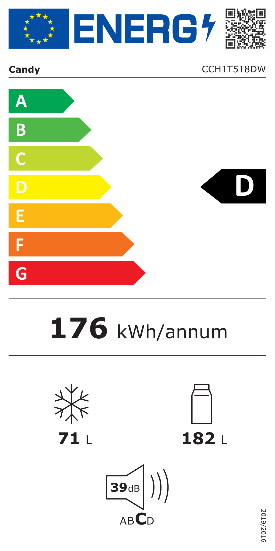 ENERG
Candy CCH1T518DW
A
B
C
D
D
E
F
G
176 kWh/annum
71 L 182 L
39dB
ABCD
2019/2016